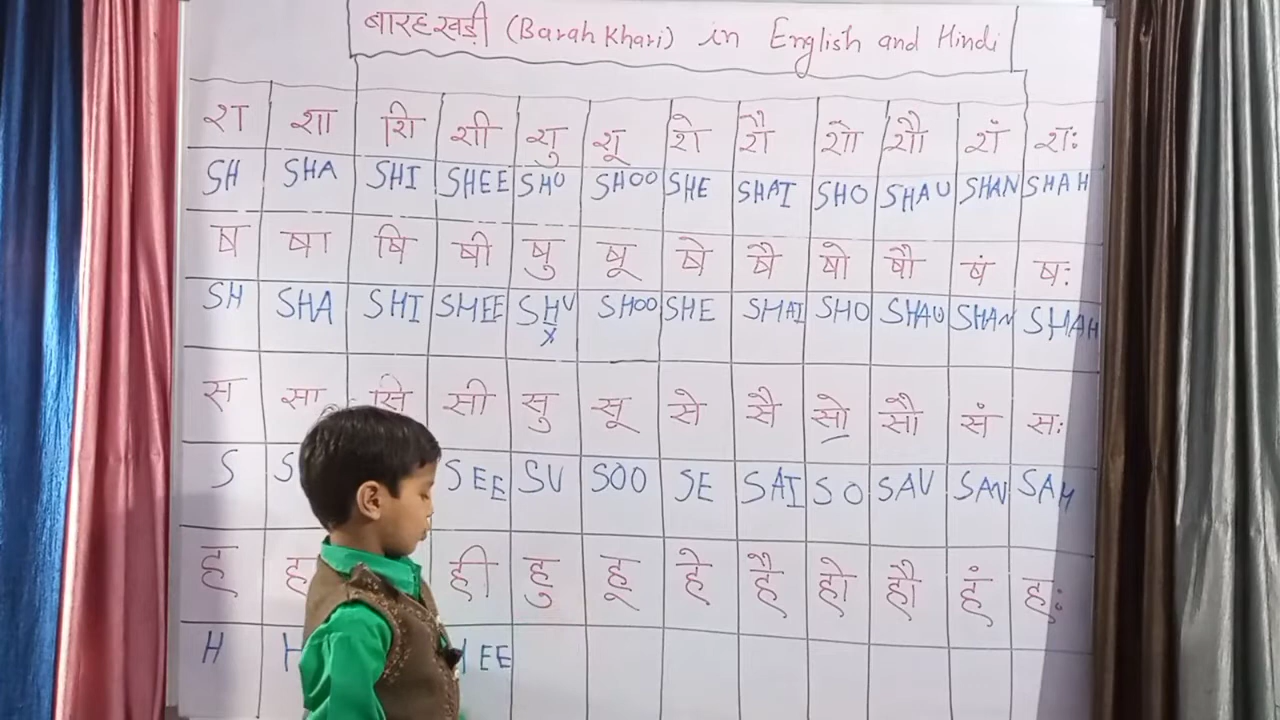 बारहखड़ी (Barah Khari) in English and Hindi
श शा शि शी शु शू शे शै शो शौ शं शः
SH SHA SHI SHEE SHU SHOO SHE SHAI SHO SHAU SHAN SHAH
ष षा षि षी षु षू षे षै षो षौ षं षः
SH SHA SHI SHEE SHU SHOO SHE SHAI SHO SHAU SHAN SHAH
स सा सि सी सु सू से सै सो सौ सं सः
S SEE SU SOO SE SAI SO SAU SAN SAH
ह ही हु हू हे है हो हौ हं हः
H